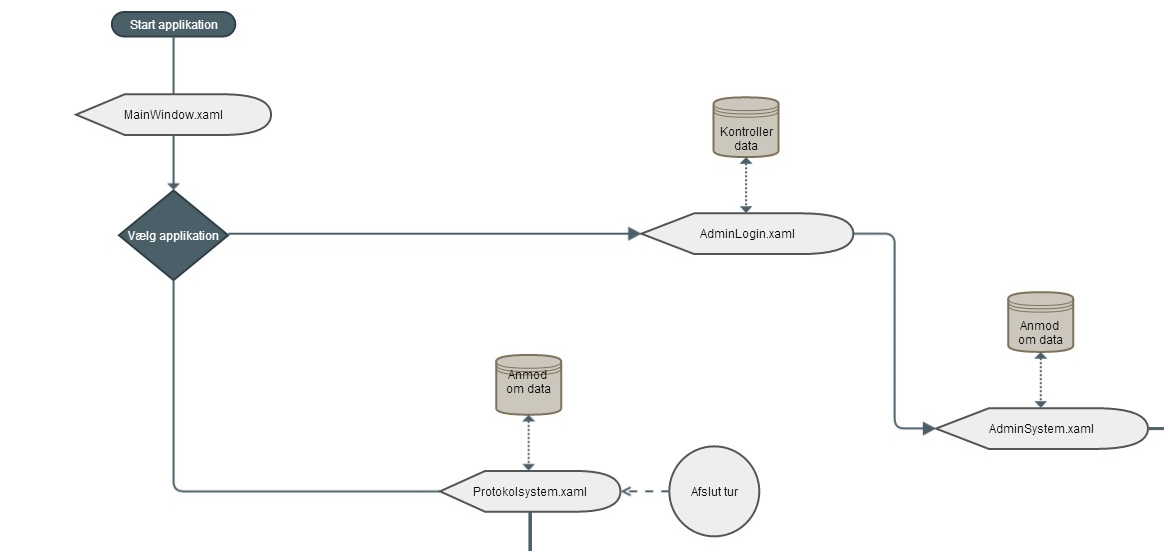 Start applikation
MainWindow.xaml
Kontroller
data
Vælg applikation
AdminLogin.xaml
Anmod
om data
Anmod
om data
AdminSystem.xaml
Protokolsystem.xaml
Afslut tur